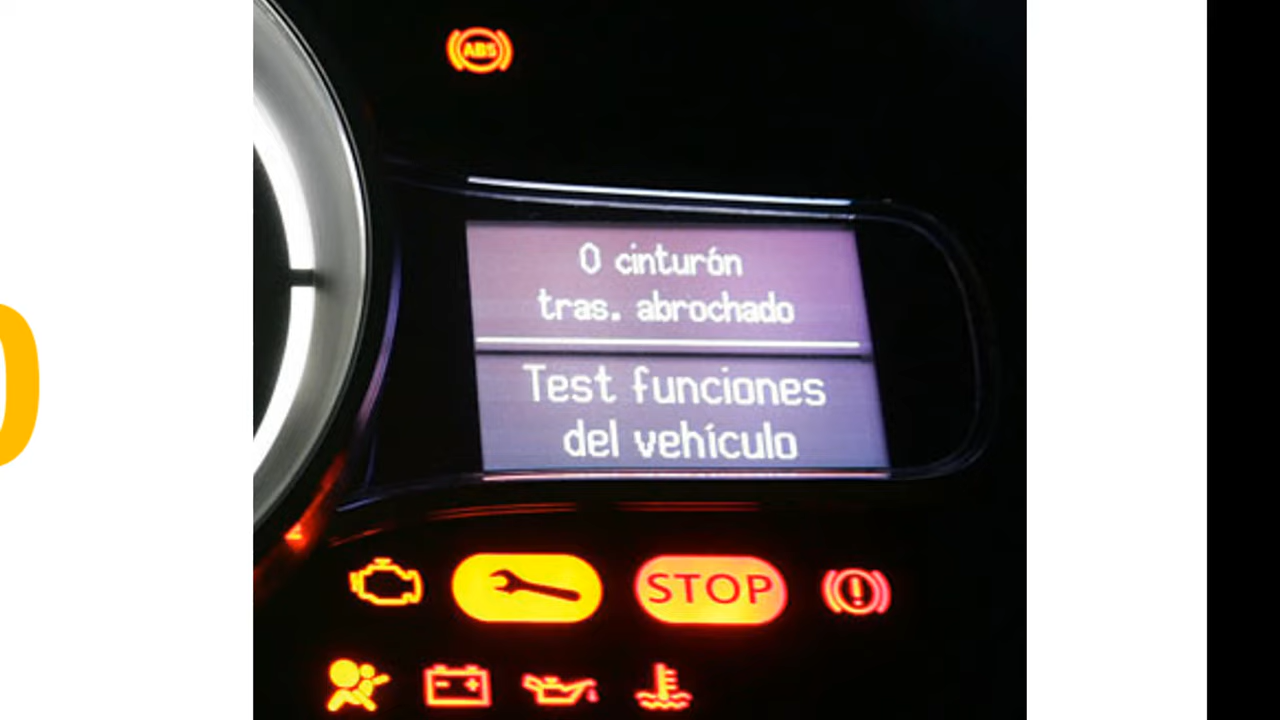 ABS
0 cinturón
tras. abrochado
Test funciones
del vehículo
STOP